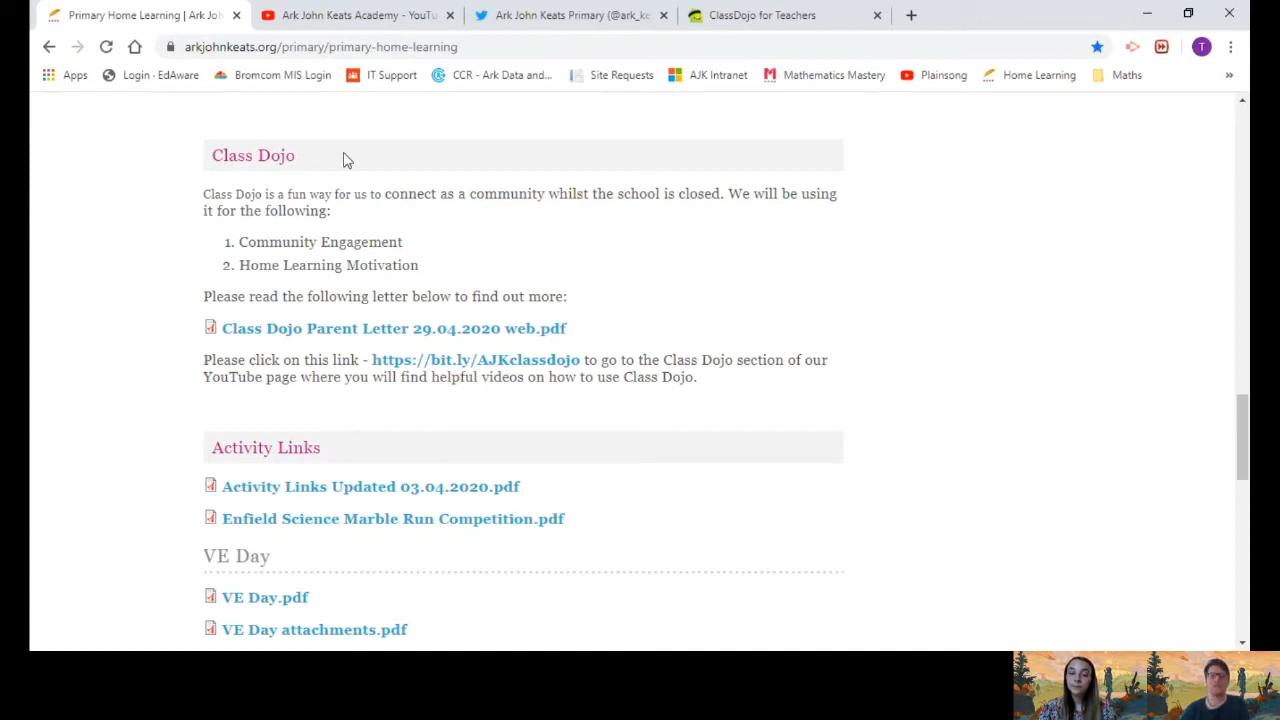 Primary Home Learning | Ark Joh
Ark John Keats Academy - YouTu
Ark John Keats Primary (@ark_ke
ClassDojo for Teachers
arkjohnkeats.org/primary/primary-home-learning
T
Apps
Login · EdAware
Bromcom MIS Login
IT Support
CCR - Ark Data and...
Site Requests
AJK Intranet
Mathematics Mastery
Plainsong
Home Learning
Maths
»
Class Dojo
Class Dojo is a fun way for us to connect as a community whilst the school is closed. We will be using
it for the following:
1. Community Engagement
2. Home Learning Motivation
Please read the following letter below to find out more:
Class Dojo Parent Letter 29.04.2020 web.pdf
Please click on this link - https://bit.ly/AJKclassdojo to go to the Class Dojo section of our
YouTube page where you will find helpful videos on how to use Class Dojo.
Activity Links
Activity Links Updated 03.04.2020.pdf
Enfield Science Marble Run Competition.pdf
VE Day
VE Day.pdf
VE Day attachments.pdf